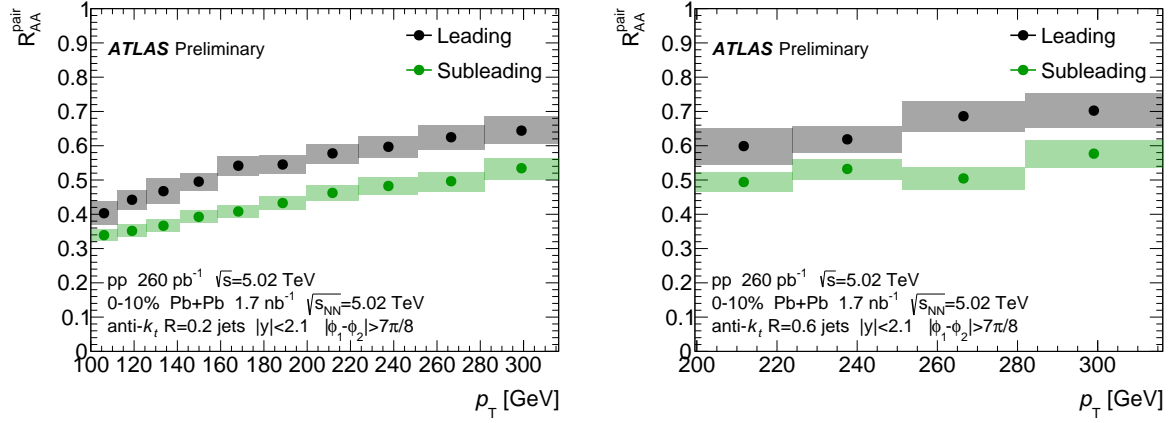 R_AA^pair
1
0.9
0.8
0.7
0.6
0.5
0.4
0.3
0.2
0.1
0
ATLAS Preliminary
Leading
Subleading
pp 260 pb⁻¹ √s=5.02 TeV
0-10% Pb+Pb 1.7 nb⁻¹ √s_NN=5.02 TeV
anti-k_t R=0.2 jets |y|<2.1 |ϕ₁-ϕ₂|>7π/8
100 120 140 160 180 200 220 240 260 280 300
p_T [GeV]
R_AA^pair
1
0.9
0.8
0.7
0.6
0.5
0.4
0.3
0.2
0.1
0
ATLAS Preliminary
Leading
Subleading
pp 260 pb⁻¹ √s=5.02 TeV
0-10% Pb+Pb 1.7 nb⁻¹ √s_NN=5.02 TeV
anti-k_t R=0.6 jets |y|<2.1 |ϕ₁-ϕ₂|>7π/8
200 220 240 260 280 300
p_T [GeV]